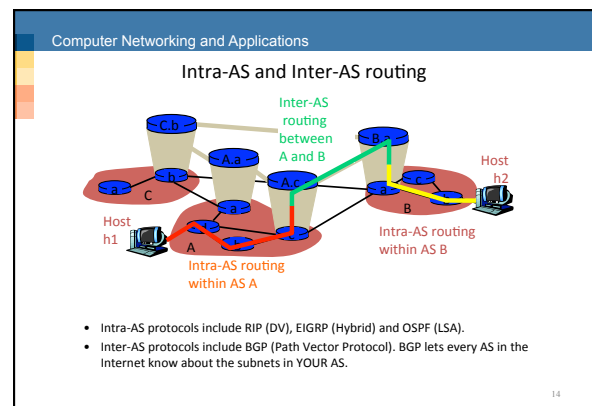 Computer Networking and Applications
Intra-AS and Inter-AS routing
Inter-AS
routing
between
A and B
C.b
A.a
A.c
B.a
Host
h2
a
b
C
a
a
c
B
Host
h1
A
Intra-AS routing
within AS A
Intra-AS routing
within AS B
• Intra-AS protocols include RIP (DV), EIGRP (Hybrid) and OSPF (LSA).
• Inter-AS protocols include BGP (Path Vector Protocol). BGP lets every AS in the
Internet know about the subnets in YOUR AS.
14